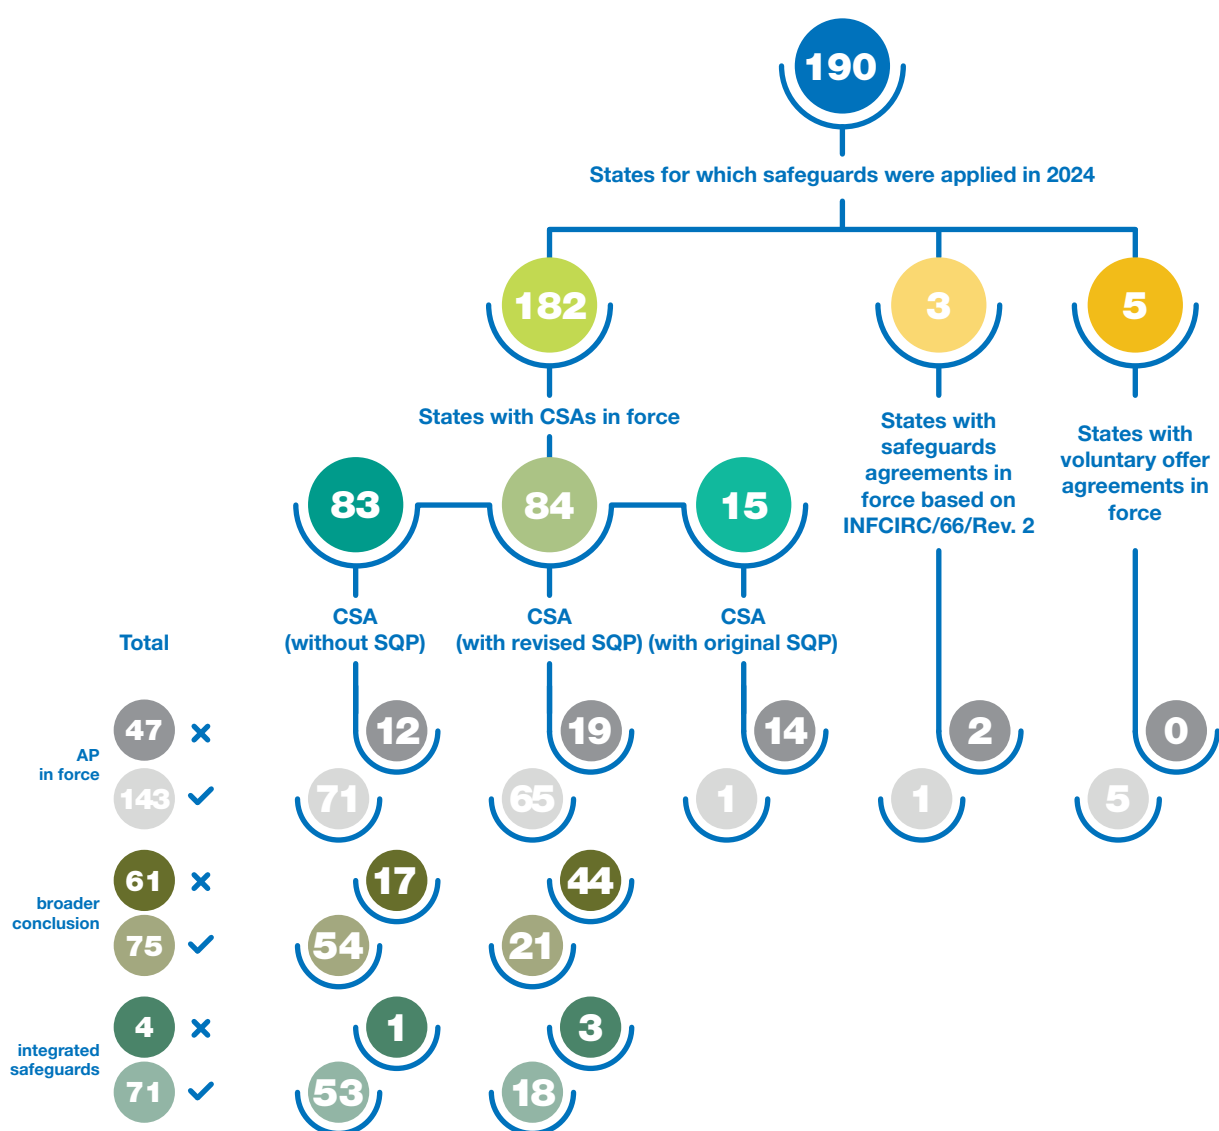 190
States for which safeguards were applied in 2024
182
3
5
States with CSAs in force
States with
safeguards
agreements in
force based on
INFCIRC/66/Rev. 2
States with
voluntary offer
agreements in
force
83
84
15
CSA
(without SQP)
CSA
(with revised SQP)
CSA
(with original SQP)
Total
AP
in force
47
12
19
14
2
0
143
71
65
1
1
5
broader
conclusion
61
17
44
75
54
21
integrated
safeguards
4
1
3
71
53
18